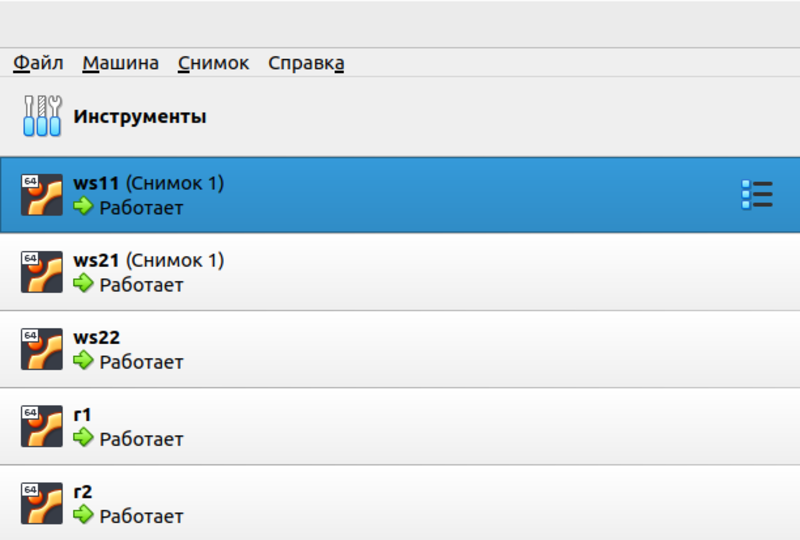 Файл Машина Снимок Справка
Инструменты
64
ws11 (Снимок 1)
Работает
64
ws21 (Снимок 1)
Работает
64
ws22
Работает
64
r1
Работает
64
r2
Работает